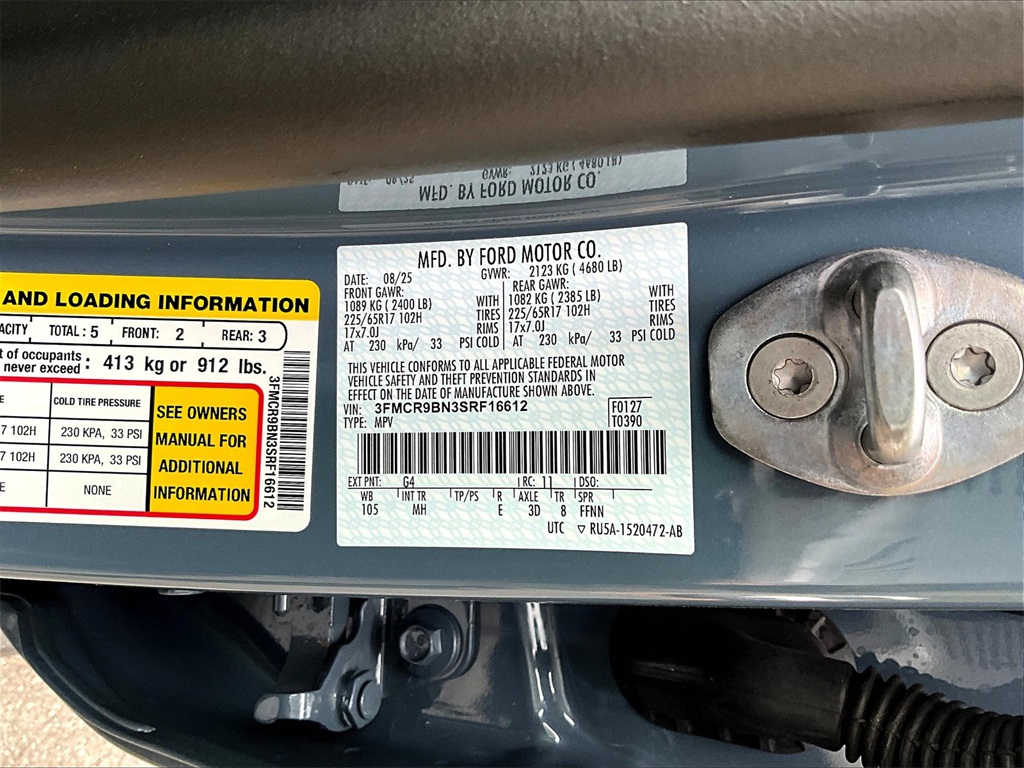 MFD. BY FORD MOTOR CO.
DATE: 08/25 GVWR: 2123 KG ( 4680 LB)
FRONT GAWR: REAR GAWR:
1089 KG ( 2400 LB) WITH 1082 KG ( 2385 LB) WITH
225/65R17 102H TIRES 225/65R17 102H TIRES
17x7.0J RIMS 17x7.0J RIMS
AT 230 kPa/ 33 PSI COLD AT 230 kPa/ 33 PSI COLD
THIS VEHICLE CONFORMS TO ALL APPLICABLE FEDERAL MOTOR
VEHICLE SAFETY AND THEFT PREVENTION STANDARDS IN
EFFECT ON THE DATE OF MANUFACTURE SHOWN ABOVE.
VIN: 3FMCR9BN3SRF16612 F0127
TYPE: MPV T0390
EXT PNT: G4 RC: 11 DSO:
WB INT TR TP/PS R AXLE TR SPR
105 MH E 3D 8 FFNN
UTC ▽ RU5A-1520472-AB
AND LOADING INFORMATION
ACITY TOTAL : 5 FRONT: 2 REAR: 3
t of occupants : 413 kg or 912 lbs.
never exceed
E COLD TIRE PRESSURE
7 102H 230 KPA, 33 PSI
7 102H 230 KPA, 33 PSI
E NONE
SEE OWNERS
MANUAL FOR
ADDITIONAL
INFORMATION
3FMCR9BN3SRF16612
MFD. BY FORD MOTOR CO.
08/25 GVWR: 2123 KG ( 4680 LB)